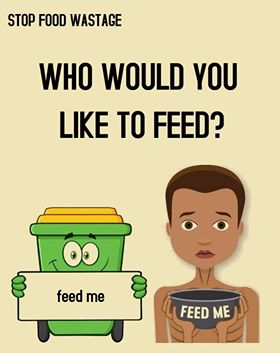 STOP FOOD WASTAGE
WHO WOULD YOU
LIKE TO FEED?
feed me
FEED ME